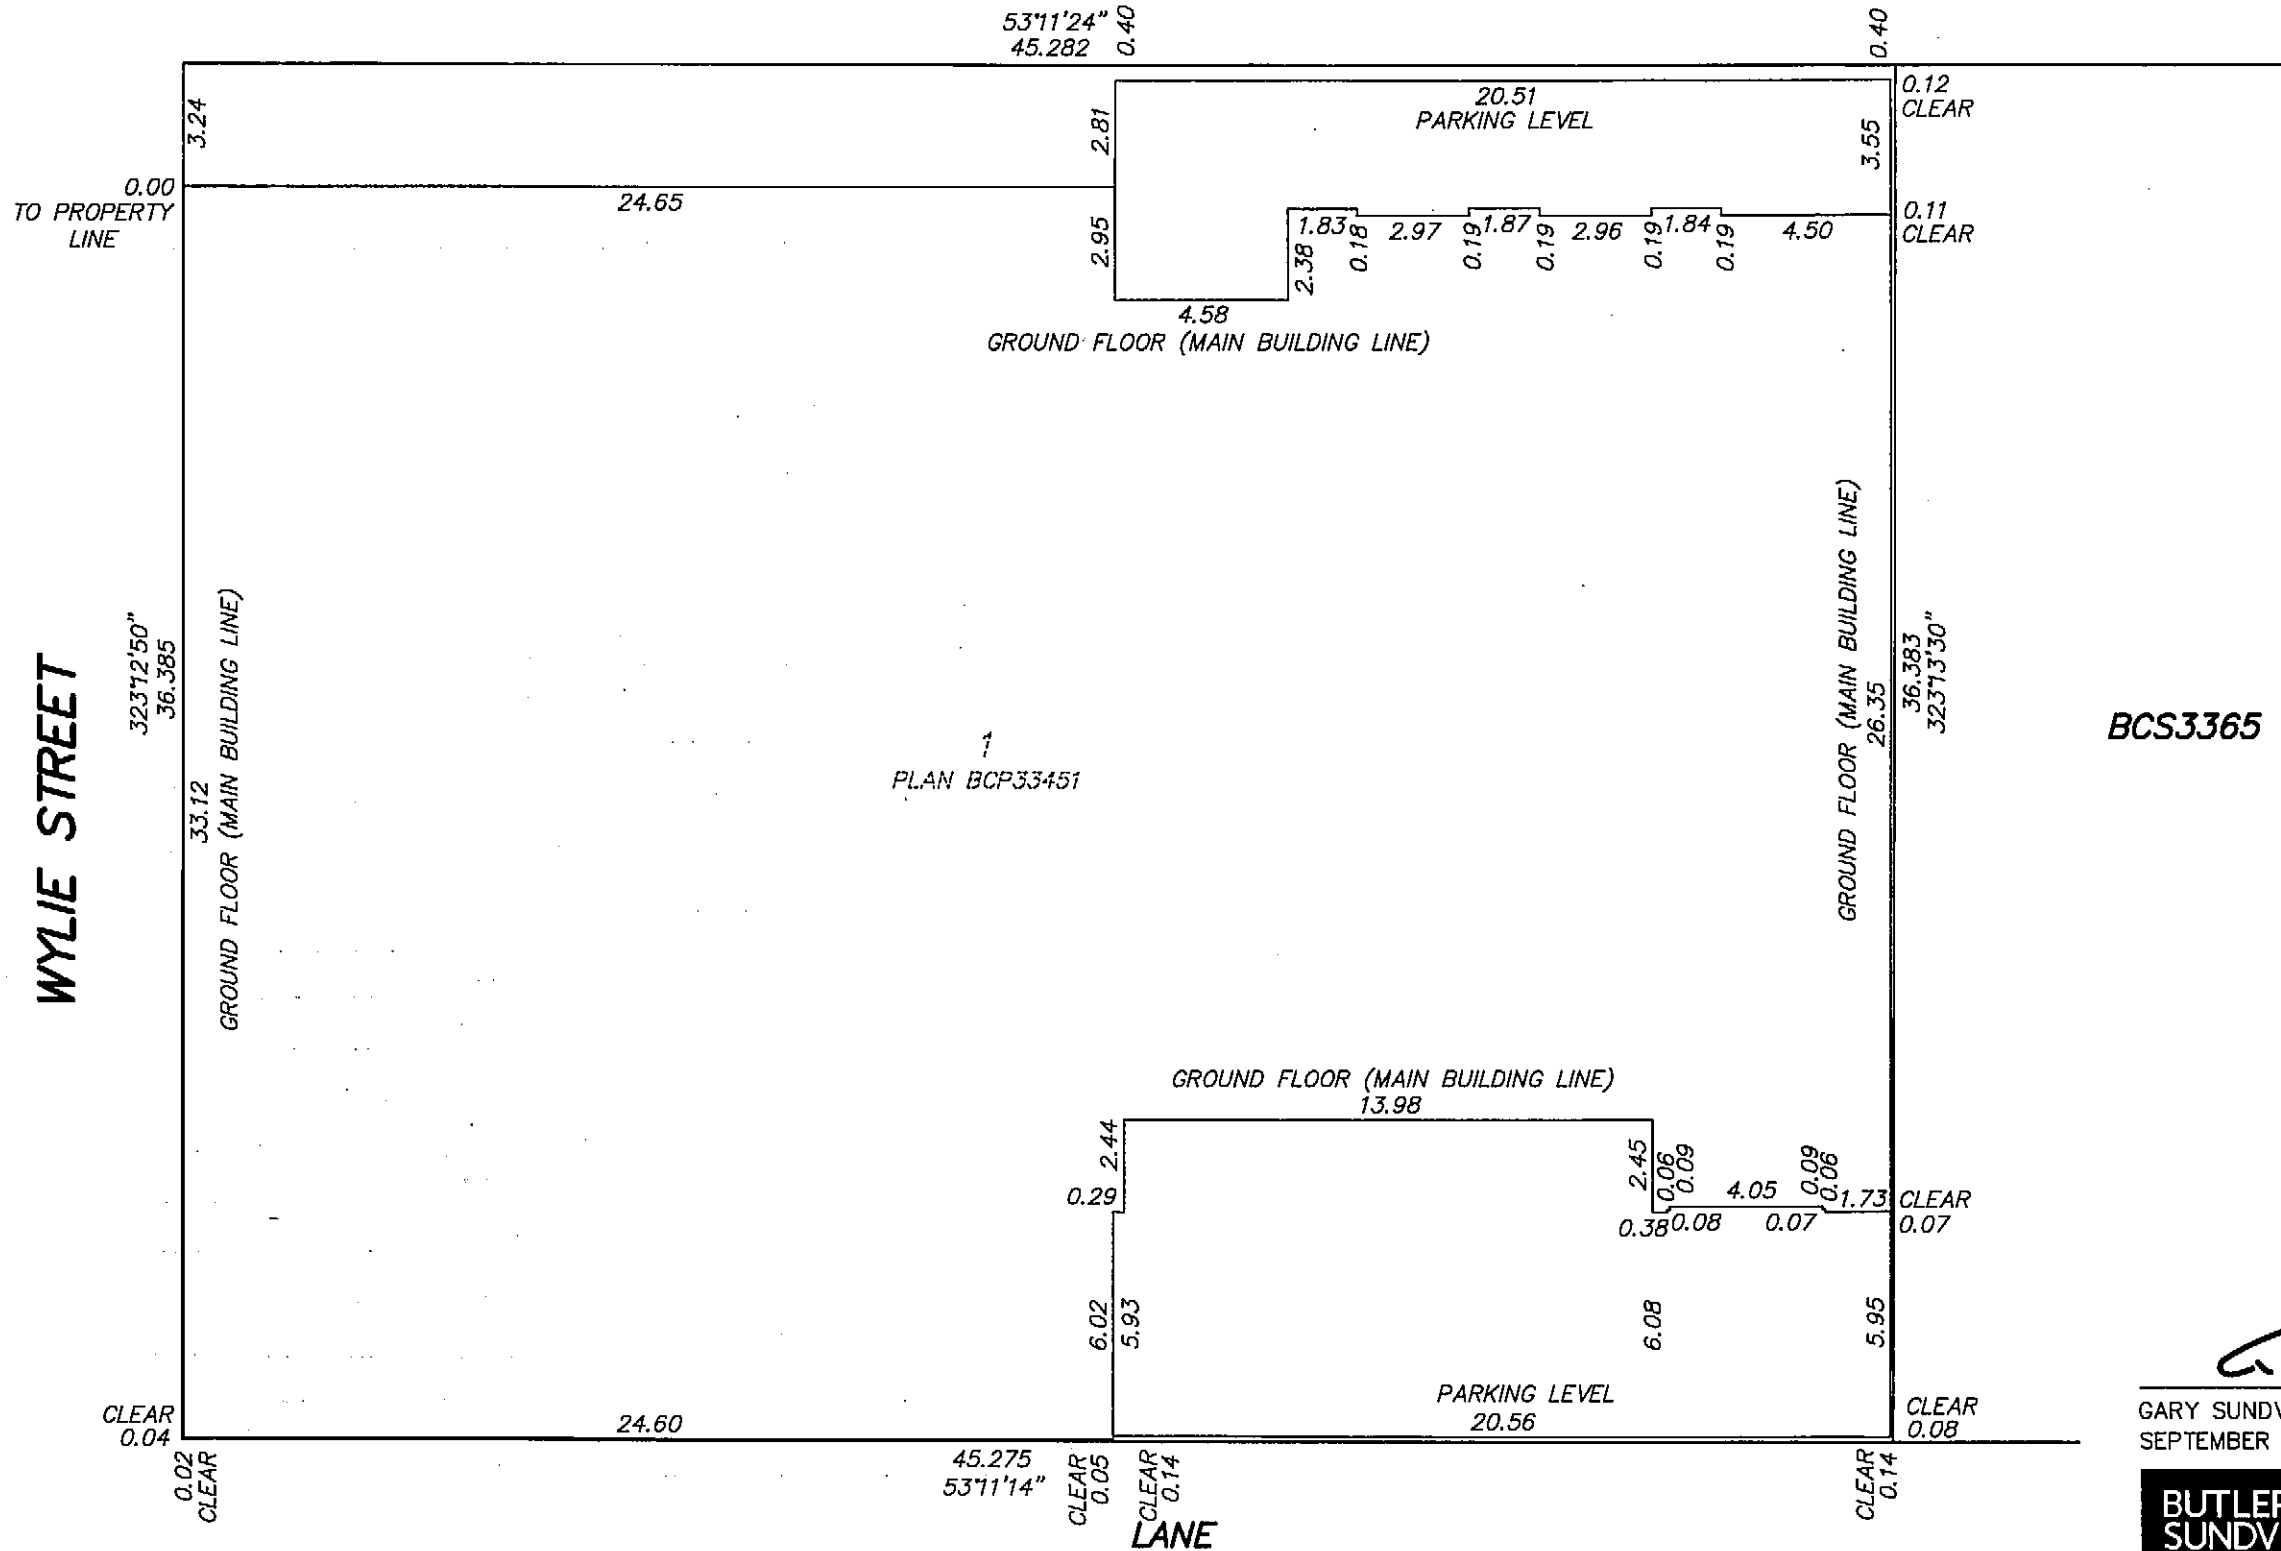 53°11'24"
45.282
0.40
0.40
0.12
CLEAR
3.24
2.81
20.51
PARKING LEVEL
3.55
0.00
TO PROPERTY
LINE
24.65
2.95
1.83
0.18
2.97
0.19
1.87
0.19
2.96
0.19
1.84
0.19
4.50
0.11
CLEAR
2.38
4.58
GROUND FLOOR (MAIN BUILDING LINE)
WYLIE STREET
323°12'50"
36.385
33.12
GROUND FLOOR (MAIN BUILDING LINE)
1
PLAN BCP33451
GROUND FLOOR (MAIN BUILDING LINE)
26.35
36.383
323°13'30"
BCS3365
GROUND FLOOR (MAIN BUILDING LINE)
13.98
2.44
0.29
2.45
0.06
0.09
4.05
0.09
0.06
1.73
CLEAR
0.07
0.38
0.08
0.07
6.02
5.93
6.08
5.95
PARKING LEVEL
20.56
CLEAR
0.04
24.60
CLEAR
0.08
0.02
CLEAR
45.275
53°11'14"
CLEAR
0.05
CLEAR
0.14
CLEAR
0.14
LANE
GARY SUNDV
SEPTEMBER
BUTLER
SUNDV